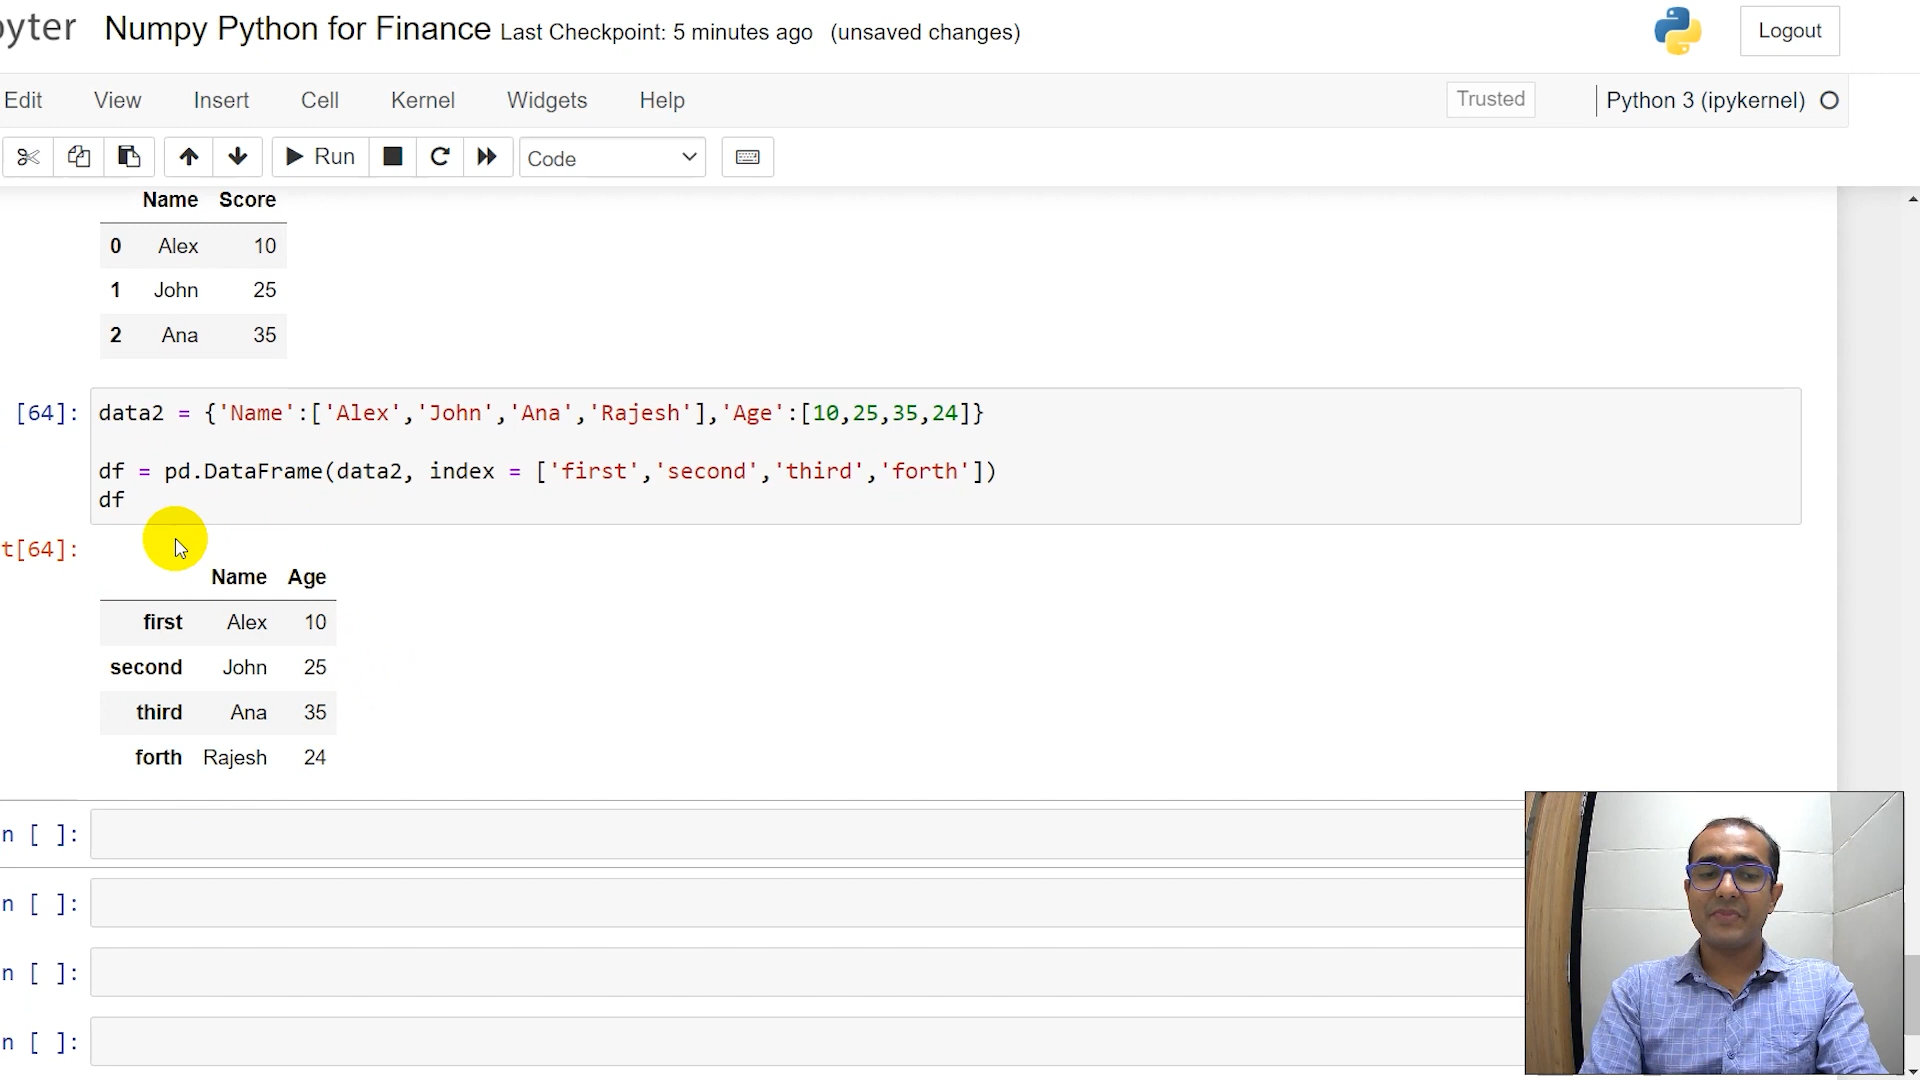 pyter Numpy Python for Finance Last Checkpoint: 5 minutes ago (unsaved changes) Logout
Edit View Insert Cell Kernel Widgets Help Trusted Python 3 (ipykernel)
Run Code
Name Score
0 Alex 10
1 John 25
2 Ana 35
[64]: data2 = {'Name':['Alex','John','Ana','Rajesh'],'Age':[10,25,35,24]}
df = pd.DataFrame(data2, index = ['first','second','third','forth'])
df
t[64]:
Name Age
first Alex 10
second John 25
third Ana 35
forth Rajesh 24
n [ ]:
n [ ]:
n [ ]:
n [ ]: